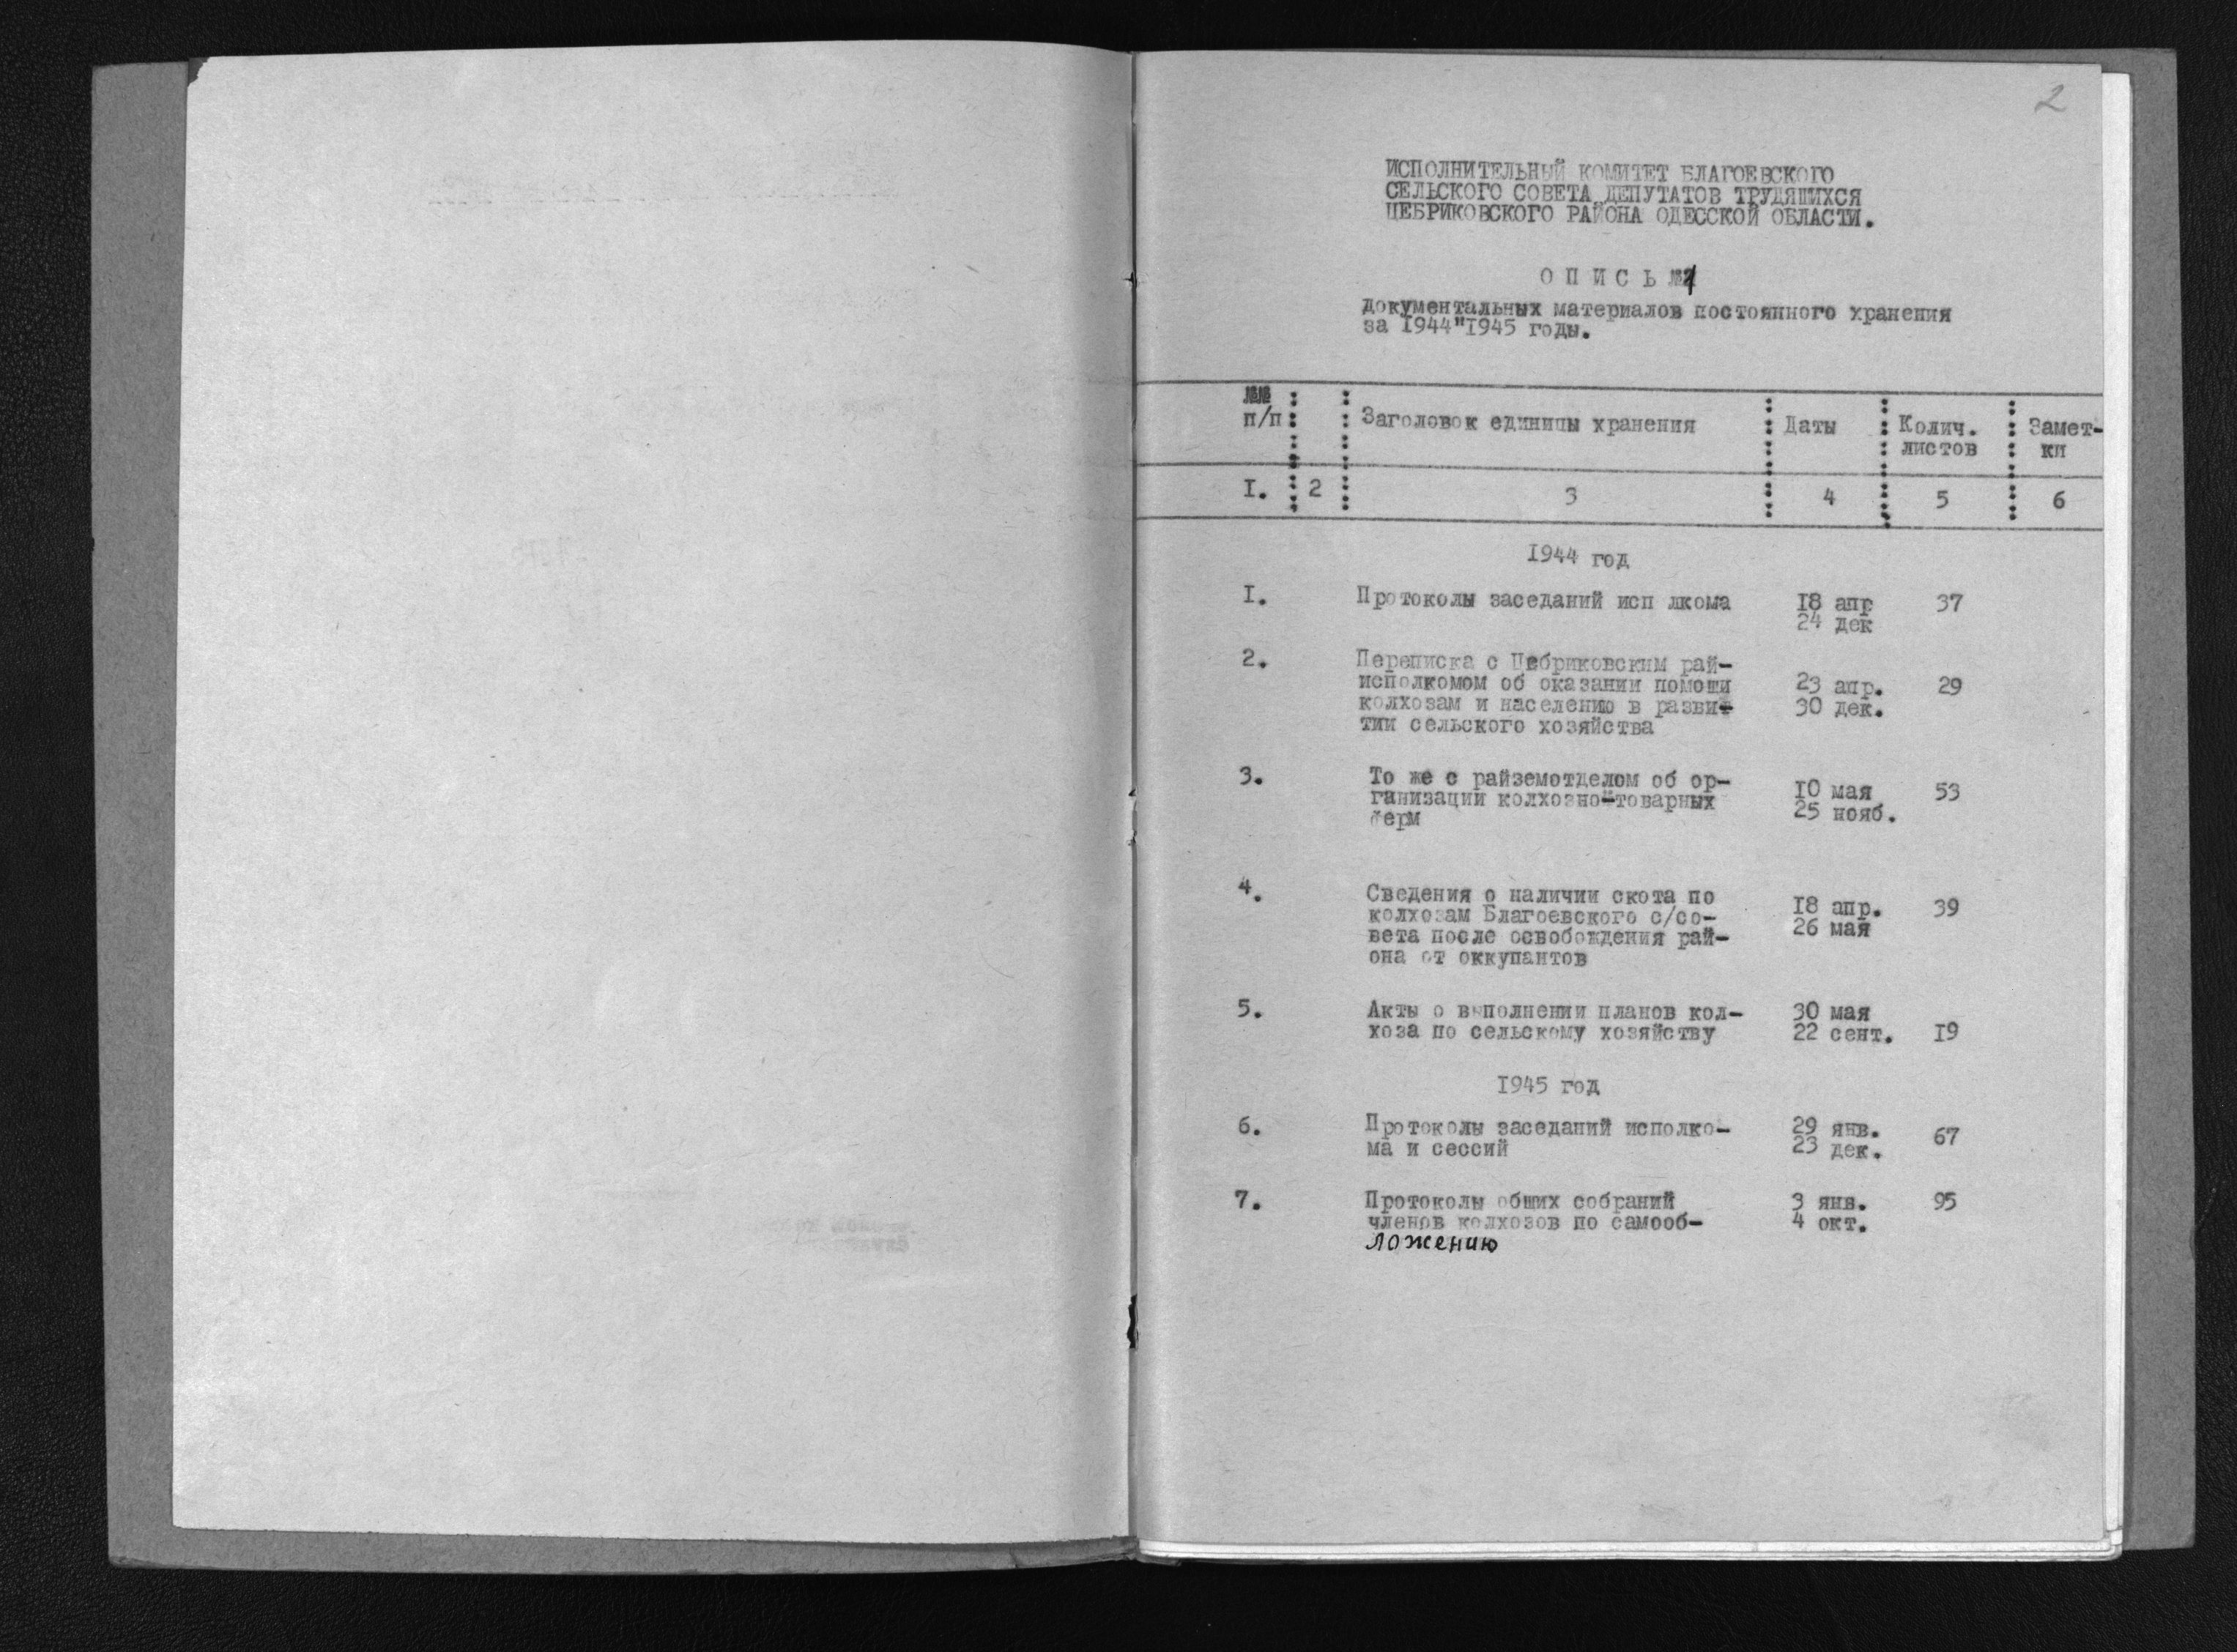 2
ИСПОЛНИТЕЛЬНЫЙ КОМИТЕТ БЛАГОЕВСКОГО
СЕЛЬСКОГО СОВЕТА ДЕПУТАТОВ ТРУДЯЩИХСЯ
ЦЕБРИКОВСКОГО РАЙОНА ОДЕССКОЙ ОБЛАСТИ.
О П И С Ь №1
документальных материалов постоянного хранения
за 1944"1945 годы.
№№ п/п Заголовок единицы хранения Даты Колич. листов Замет- ки
I. 2 3 4 5 6
1944 год
I. Протоколы заседаний исп лкома 18 апр 37
24 дек
2. Переписка с Цебриковским рай-
исполкомом об оказании помощи 23 апр. 29
колхозам и населению в разви- 30 дек.
тии сельского хозяйства
3. То же с райземотделом об ор-
ганизации колхозно-товарных 10 мая 53
ферм 25 нояб.
4. Сведения о наличии скота по
колхозам Благоевского с/со- 18 апр. 39
вета после освобождения рай- 26 мая
она от оккупантов
5. Акты о выполнении планов кол- 30 мая
хоза по сельскому хозяйству 22 сент. 19
1945 год
6. Протоколы заседаний исполко- 29 янв. 67
ма и сессий 23 дек.
7. Протоколы общих собраний 3 янв. 95
членов колхозов по самооб- 4 окт.
ложению